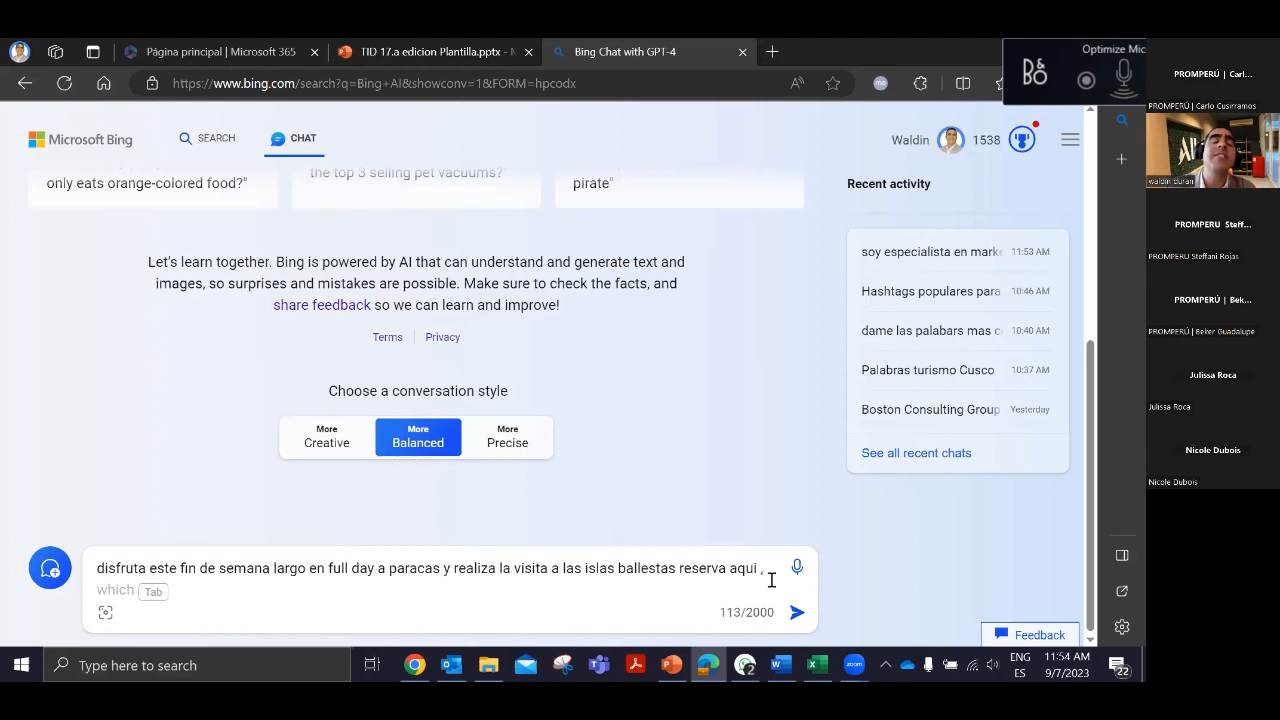 Página principal | Microsoft 365
TID 17.a edicion Plantilla.pptx - M
Bing Chat with GPT-4
Optimize Mic
B&O
https://www.bing.com/search?q=Bing+AI&showconv=1&FORM=hpcodx
Microsoft Bing
SEARCH
CHAT
Waldin
1538
only eats orange-colored food?"
the top 3 selling pet vacuums?
pirate"
Let's learn together. Bing is powered by AI that can understand and generate text and
images, so surprises and mistakes are possible. Make sure to check the facts, and
share feedback so we can learn and improve!
Terms
Privacy
Choose a conversation style
More
Creative
More
Balanced
More
Precise
Recent activity
soy especialista en marke
11:53 AM
Hashtags populares para
10:46 AM
dame las palabars mas c
10:40 AM
Palabras turismo Cusco
10:37 AM
Boston Consulting Group
Yesterday
See all recent chats
disfruta este fin de semana largo en full day a paracas y realiza la visita a las islas ballestas reserva aqui ,
which Tab
113/2000
Feedback
Type here to search
ENG
ES
11:54 AM
9/7/2023
22
PROMPERÚ | Carl...
PROMPERÚ | Carlo Cusirramos
waldin duran
PROMPERU Steff...
PROMPERU Steffani Rojas
PROMPERÚ | Bek...
PROMPERÚ | Beker Guadalupe
Julissa Roca
Julissa Roca
Nicole Dubois
Nicole Dubois